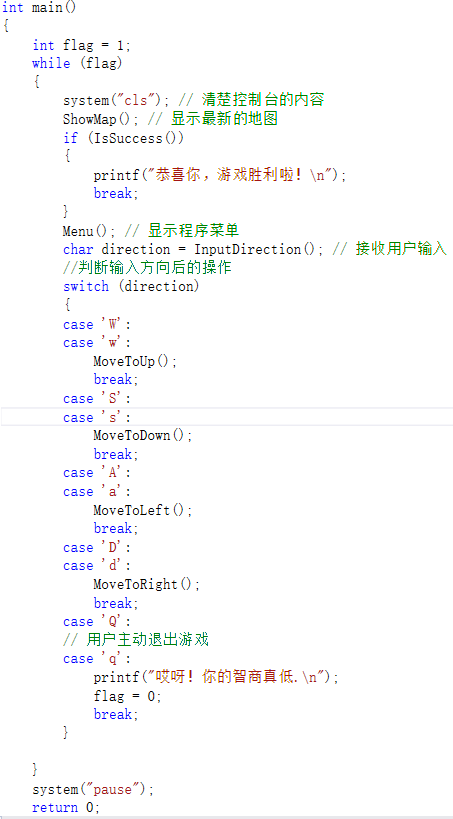 int main()
{
int flag = 1;
while (flag)
{
system("cls"); // 清楚控制台的内容
ShowMap(); // 显示最新的地图
if (IsSuccess())
{
printf("恭喜你，游戏胜利啦! \n");
break;
}
Menu(); // 显示程序菜单
char direction = InputDirection(); // 接收用户输入
//判断输入方向后的操作
switch (direction)
{
case 'W':
case 'w':
MoveToUp();
break;
case 'S':
case 's':
MoveToDown();
break;
case 'A':
case 'a':
MoveToLeft();
break;
case 'D':
case 'd':
MoveToRight();
break;
case 'Q':
// 用户主动退出游戏
case 'q':
printf("哎呀! 你的智商真低.\n");
flag = 0;
break;
}
}
system("pause");
return 0;